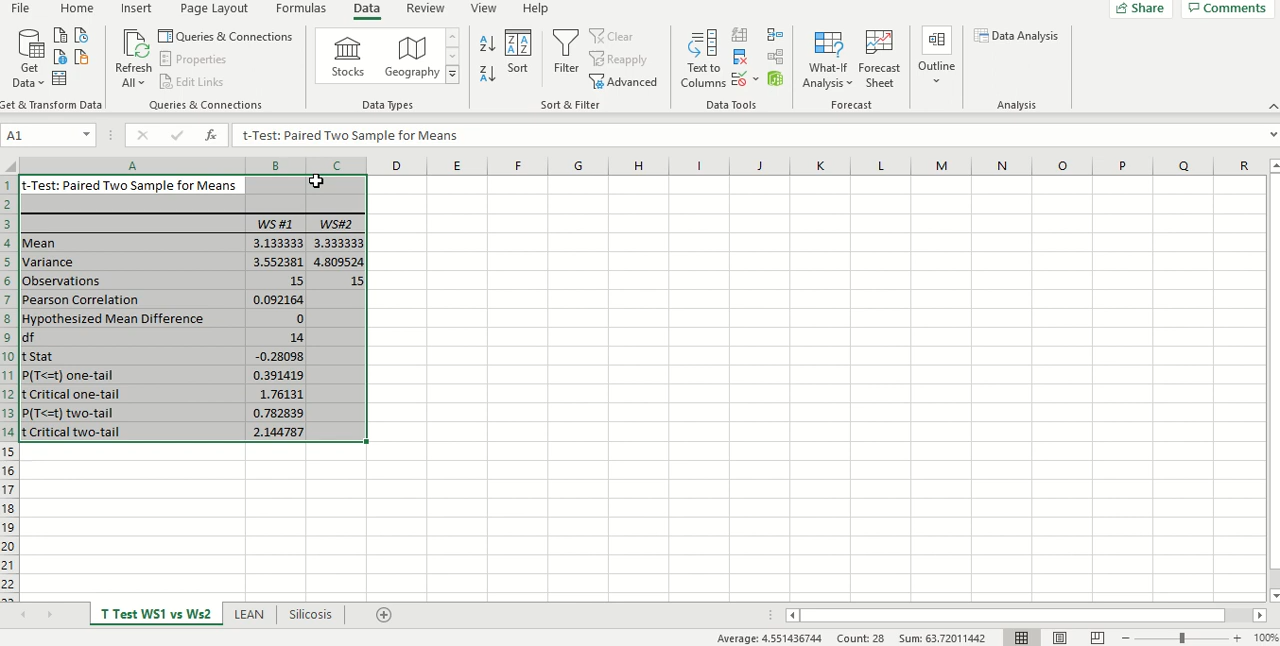 File Home Insert Page Layout Formulas Data Review View Help Share Comments
Get Data
Refresh All
Queries & Connections
Properties
Edit Links
Stocks
Geography
Sort
Filter
Clear
Reapply
Advanced
Text to Columns
What-If Analysis
Forecast Sheet
Outline
Data Analysis
Get & Transform Data Queries & Connections Data Types Sort & Filter Data Tools Forecast Analysis
A1 fx t-Test: Paired Two Sample for Means
A B C D E F G H I J K L M N O P Q R
1 t-Test: Paired Two Sample for Means
2
3 WS #1 WS#2
4 Mean 3.133333 3.333333
5 Variance 3.552381 4.809524
6 Observations 15 15
7 Pearson Correlation 0.092164
8 Hypothesized Mean Difference 0
9 df 14
10 t Stat -0.28098
11 P(T<=t) one-tail 0.391419
12 t Critical one-tail 1.76131
13 P(T<=t) two-tail 0.782839
14 t Critical two-tail 2.144787
15
16
17
18
19
20
21
22
T Test WS1 vs Ws2 LEAN Silicosis
Average: 4.551436744 Count: 28 Sum: 63.72011442 100%